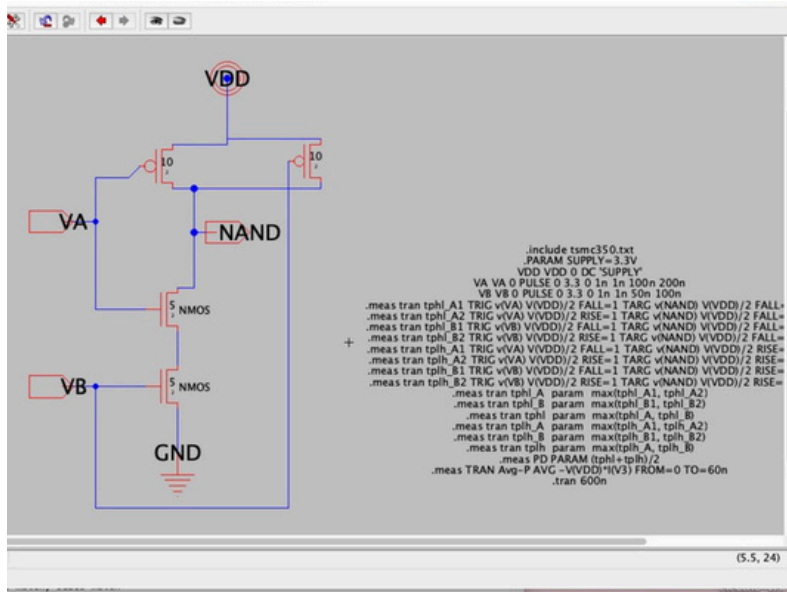 VDD
10
2
10
2
VA
NAND
5
2
NMOS
VB
5
2
NMOS
GND
.include tsmc350.txt
.PARAM SUPPLY=3.3V
VDD VDD 0 DC 'SUPPLY'
VA VA 0 PULSE 0 3.3 0 1n 1n 100n 200n
VB VB 0 PULSE 0 3.3 0 1n 1n 50n 100n
.meas tran tphl_A1 TRIG v(VA) V(VDD)/2 FALL=1 TARG v(NAND) V(VDD)/2 FALL=
.meas tran tphl_A2 TRIG v(VA) V(VDD)/2 RISE=1 TARG v(NAND) V(VDD)/2 FALL=
.meas tran tphl_B1 TRIG v(VB) V(VDD)/2 FALL=1 TARG v(NAND) V(VDD)/2 FALL=
.meas tran tphl_B2 TRIG v(VB) V(VDD)/2 RISE=1 TARG v(NAND) V(VDD)/2 FALL=
.meas tran tplh_A1 TRIG v(VA) V(VDD)/2 FALL=1 TARG v(NAND) V(VDD)/2 RISE=
.meas tran tplh_A2 TRIG v(VA) V(VDD)/2 RISE=1 TARG v(NAND) V(VDD)/2 RISE=
.meas tran tplh_B1 TRIG v(VB) V(VDD)/2 FALL=1 TARG v(NAND) V(VDD)/2 RISE=
.meas tran tplh_B2 TRIG v(VB) V(VDD)/2 RISE=1 TARG v(NAND) V(VDD)/2 RISE=
.meas tran tphl_A param max(tphl_A1, tphl_A2)
.meas tran tphl_B param max(tphl_B1, tphl_B2)
.meas tran tphl param max(tphl_A, tphl_B)
.meas tran tplh_A param max(tplh_A1, tplh_A2)
.meas tran tplh_B param max(tplh_B1, tplh_B2)
.meas tran tplh param max(tplh_A, tplh_B)
.meas PD PARAM (tphl+tplh)/2
.meas TRAN Avg-P AVG -V(VDD)*I(V3) FROM=0 TO=60n
.tran 600n
(5.5, 24)